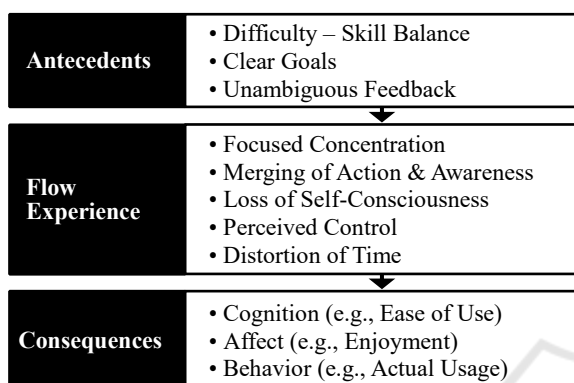 Antecedents
• Difficulty – Skill Balance
• Clear Goals
• Unambiguous Feedback
Flow
Experience
• Focused Concentration
• Merging of Action & Awareness
• Loss of Self-Consciousness
• Perceived Control
• Distortion of Time
Consequences
• Cognition (e.g., Ease of Use)
• Affect (e.g., Enjoyment)
• Behavior (e.g., Actual Usage)